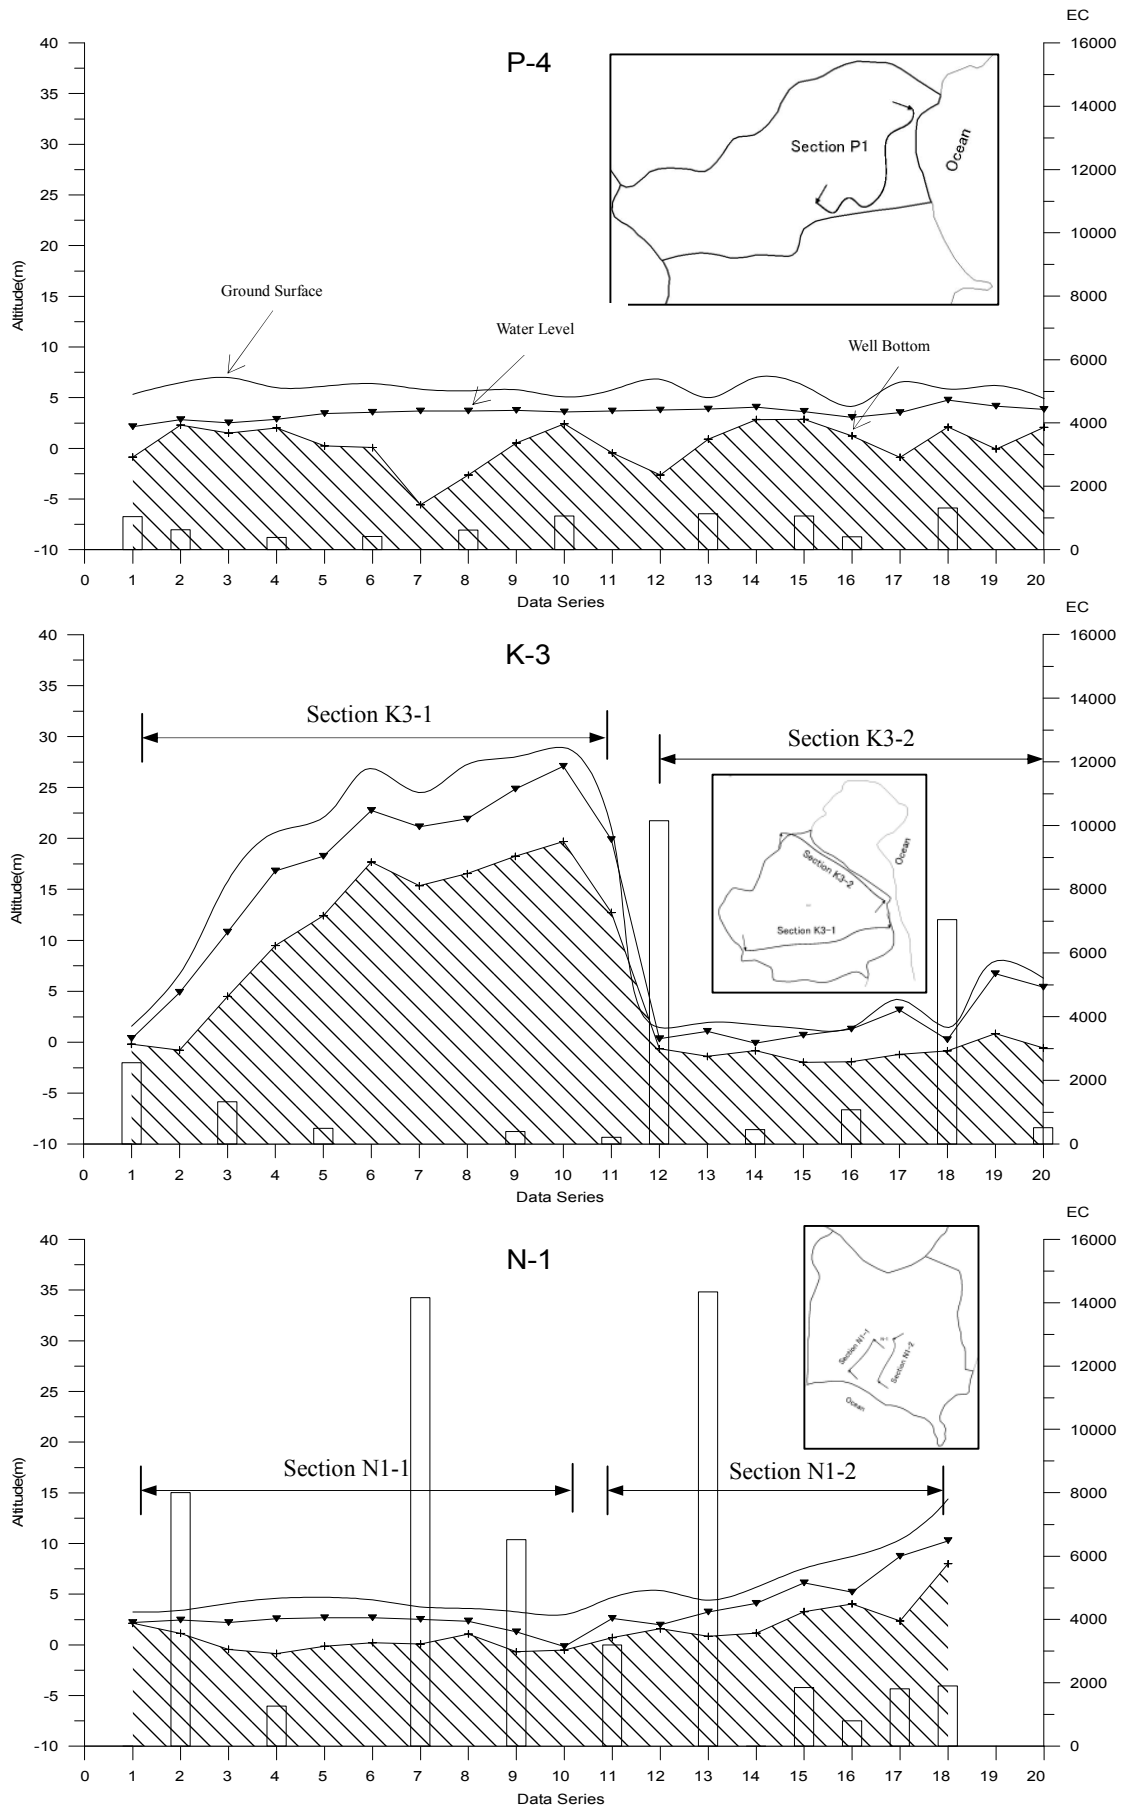 EC
P-4
40
35
30
25
20
15
10
5
0
-5
-10
16000
14000
12000
10000
8000
6000
4000
2000
0
Altitude(m)
Section P1
Ocean
Ground Surface
Water Level
Well Bottom
0 1 2 3 4 5 6 7 8 9 10 11 12 13 14 15 16 17 18 19 20
Data Series
EC
K-3
40
35
30
25
20
15
10
5
0
-5
-10
16000
14000
12000
10000
8000
6000
4000
2000
0
Altitude(m)
Section K3-1
Section K3-2
Ocean
Section K3-2
Section K3-1
0 1 2 3 4 5 6 7 8 9 10 11 12 13 14 15 16 17 18 19 20
Data Series
EC
N-1
40
35
30
25
20
15
10
5
0
-5
-10
16000
14000
12000
10000
8000
6000
4000
2000
0
Altitude(m)
Section N1-1
Section N1-2
Section N1-1
N-1
Section N1-2
Ocean
0 1 2 3 4 5 6 7 8 9 10 11 12 13 14 15 16 17 18 19 20
Data Series